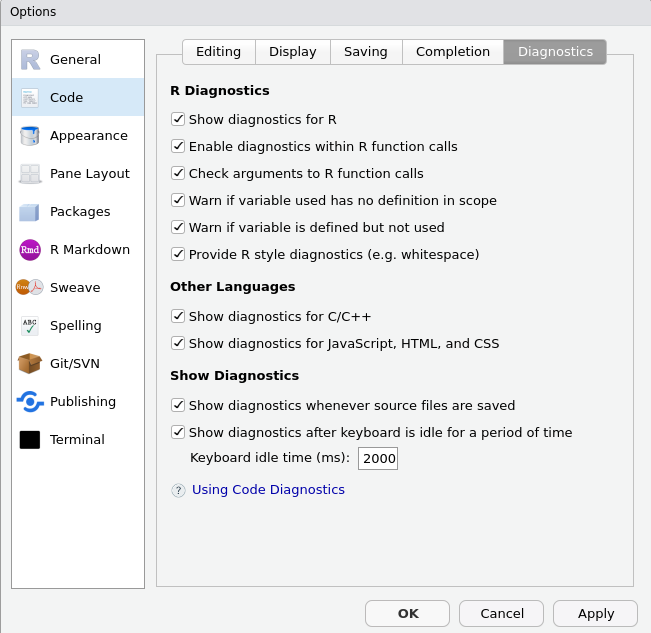 Options
General
Code
Appearance
Pane Layout
Packages
Rmd R Markdown
Rnw Sweave
ABC Spelling
Git/SVN
Publishing
Terminal
Editing Display Saving Completion Diagnostics
R Diagnostics
Show diagnostics for R
Enable diagnostics within R function calls
Check arguments to R function calls
Warn if variable used has no definition in scope
Warn if variable is defined but not used
Provide R style diagnostics (e.g. whitespace)
Other Languages
Show diagnostics for C/C++
Show diagnostics for JavaScript, HTML, and CSS
Show Diagnostics
Show diagnostics whenever source files are saved
Show diagnostics after keyboard is idle for a period of time
Keyboard idle time (ms): 2000
? Using Code Diagnostics
OK Cancel Apply